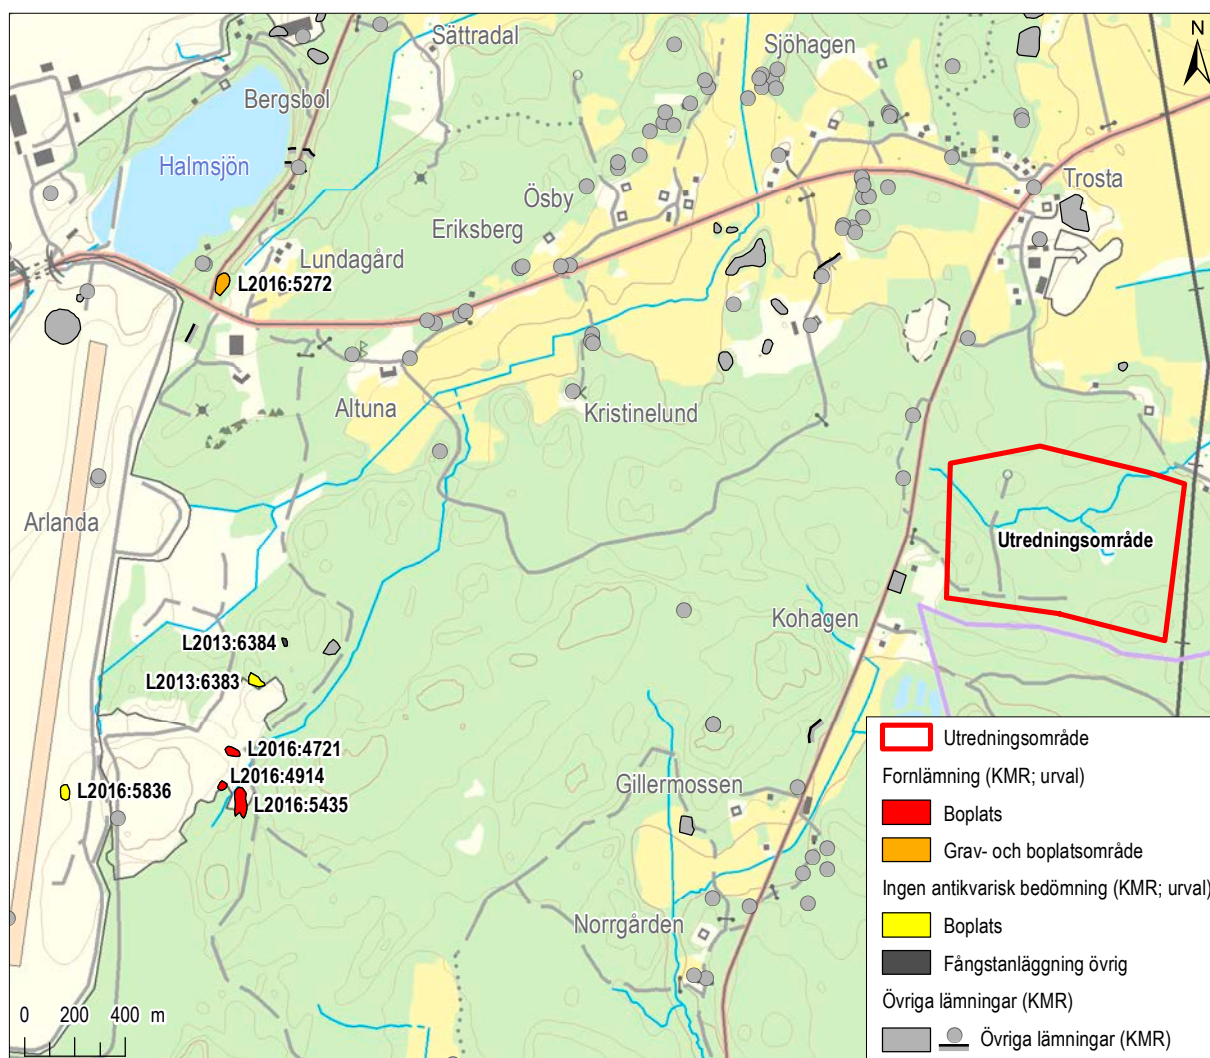 Sättradal
Sjöhagen
N
Bergsbol
Halmsjön
Trosta
Ösby
Eriksberg
Lundagård
L2016:5272
Altuna
Kristinelund
Arlanda
Utredningsområde
Kohagen
L2013:6384
L2013:6383
L2016:4721
L2016:4914
L2016:5836
L2016:5435
Gillermossen
Norrgården
0 200 400 m
Utredningsområde
Fornlämning (KMR; urval)
Boplats
Grav- och boplatsområde
Ingen antikvarisk bedömning (KMR; urval)
Boplats
Fångstanläggning övrig
Övriga lämningar (KMR)
Övriga lämningar (KMR)